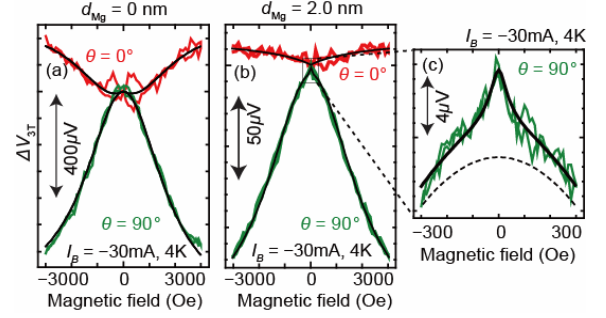 d_Mg = 0 nm
d_Mg = 2.0 nm
I_B = −30mA, 4K
θ = 0°
(a)
(b)
θ = 0°
(c)
θ = 90°
ΔV_3T
400μV
50μV
4μV
θ = 90°
θ = 90°
I_B = −30mA, 4K
I_B = −30mA, 4K
−3000 0 3000
−3000 0 3000
−300 0 300
Magnetic field (Oe)
Magnetic field (Oe)
Magnetic field (Oe)